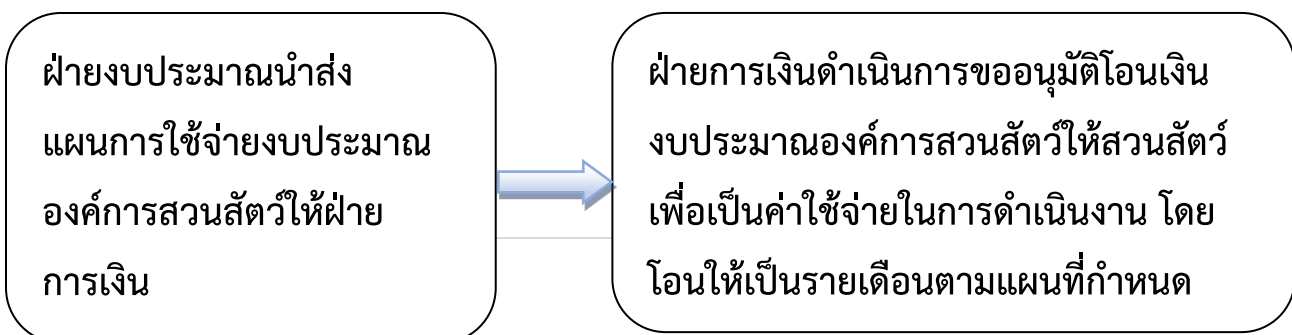 ฝ่ายงบประมาณนำส่ง
แผนการใช้จ่ายงบประมาณ
องค์การสวนสัตว์ให้ฝ่าย
การเงิน
ฝ่ายการเงินดำเนินการขออนุมัติโอนเงิน
งบประมาณองค์การสวนสัตว์ให้สวนสัตว์
เพื่อเป็นค่าใช้จ่ายในการดำเนินงาน โดย
โอนให้เป็นรายเดือนตามแผนที่กำหนด